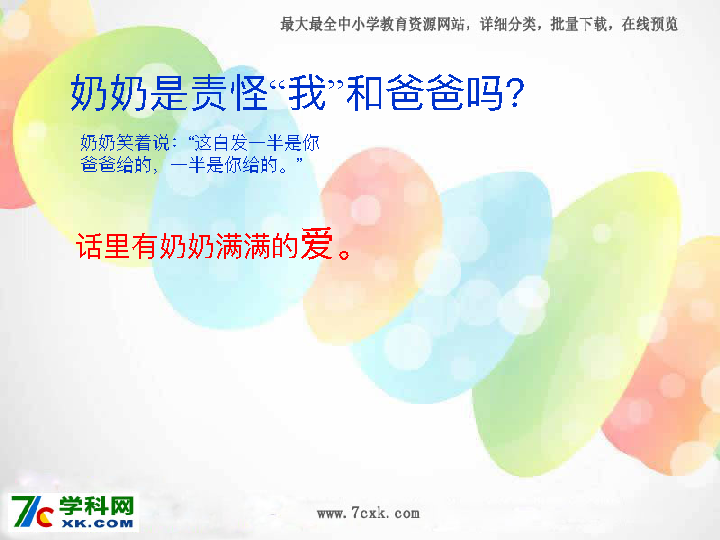 最大最全中小学教育资源网站，详细分类，批量下载，在线预览
奶奶是责怪“我”和爸爸吗？
奶奶笑着说：“这白发一半是你
爸爸给的，一半是你给的。”
话里有奶奶满满的爱。
学科网
XK.COM
www.7cxk.com